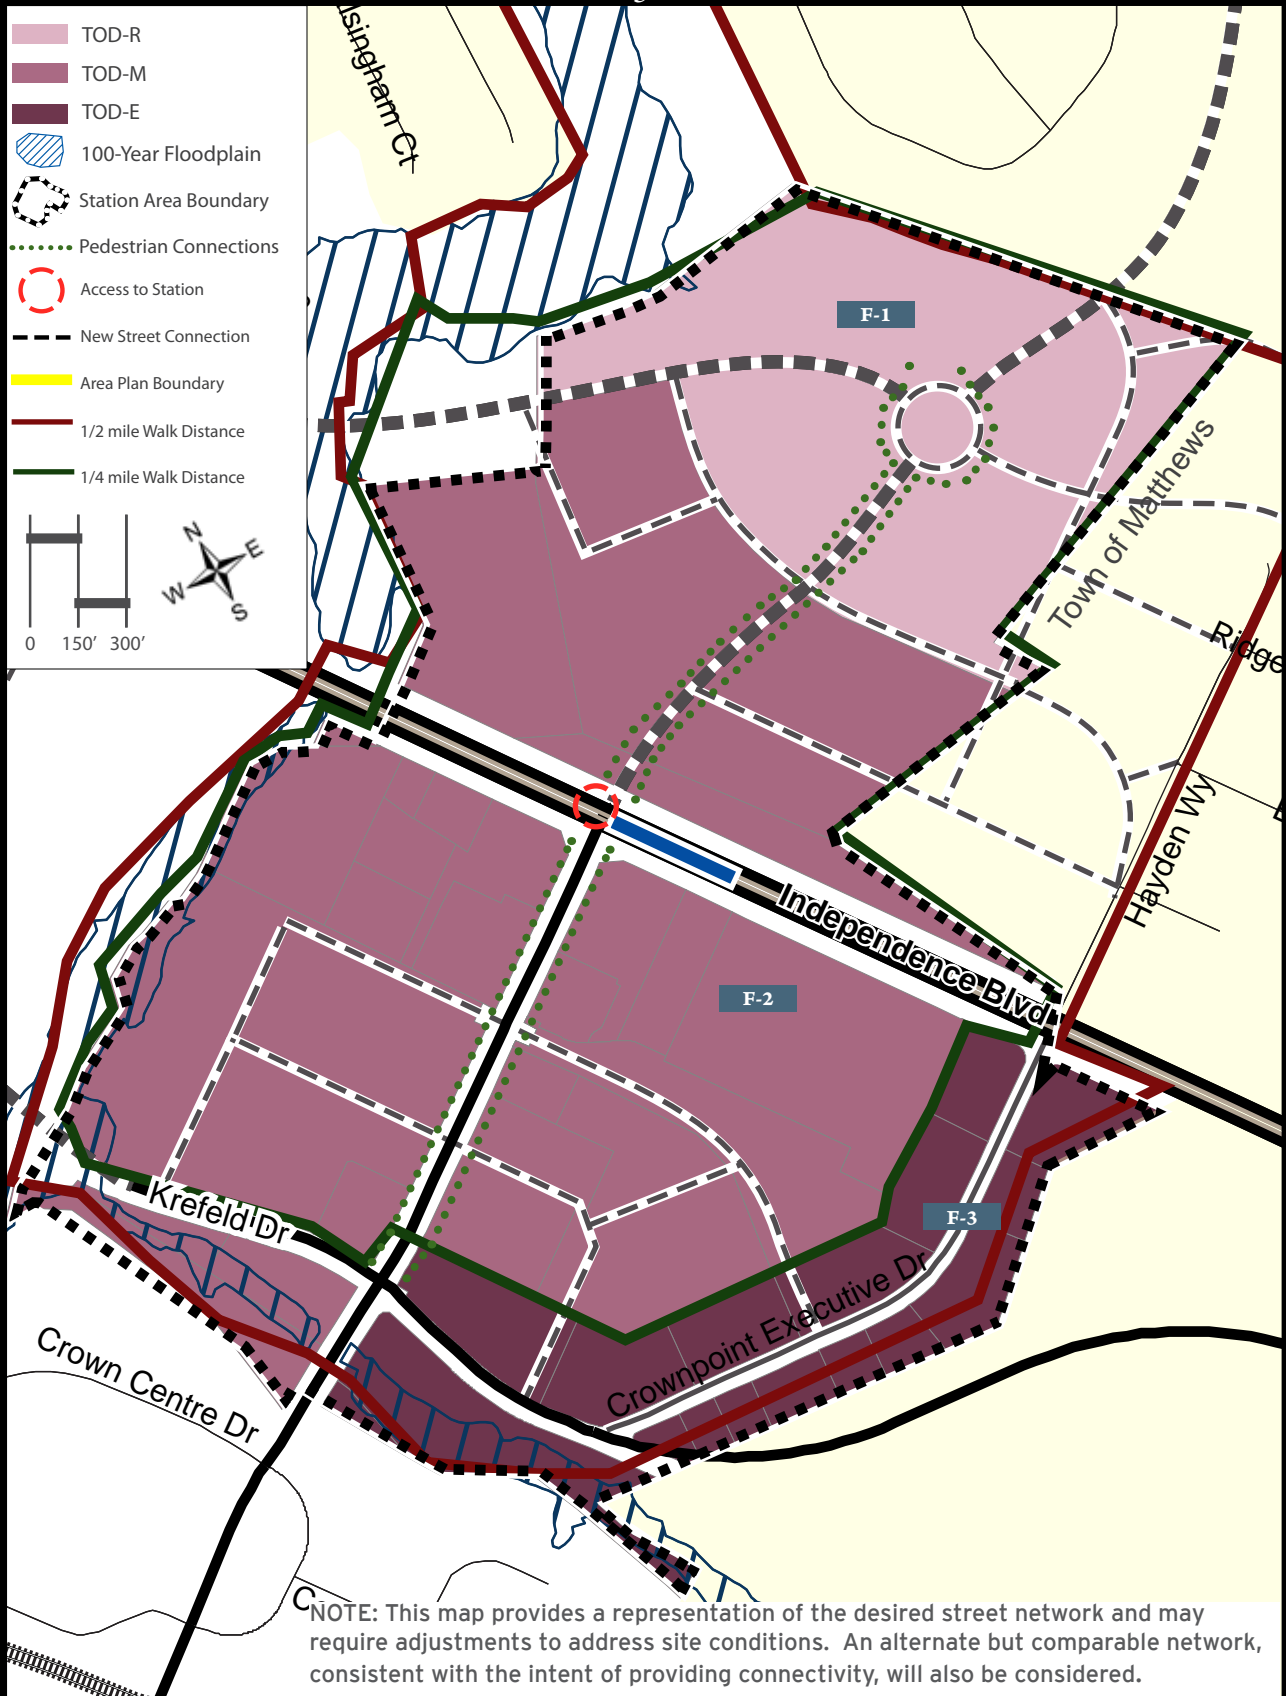 TOD-R
TOD-M
TOD-E
100-Year Floodplain
Station Area Boundary
Pedestrian Connections
Access to Station
New Street Connection
Area Plan Boundary
1/2 mile Walk Distance
1/4 mile Walk Distance
N
E
W
S
0 150’ 300’
lsingham Ct
F-1
Town of Matthews
Ridge
Hayden Wy
Independence Blvd
F-2
F-3
Krefeld Dr
Crownpoint Executive Dr
Crown Centre Dr
C
NOTE: This map provides a representation of the desired street network and may
require adjustments to address site conditions. An alternate but comparable network,
consistent with the intent of providing connectivity, will also be considered.